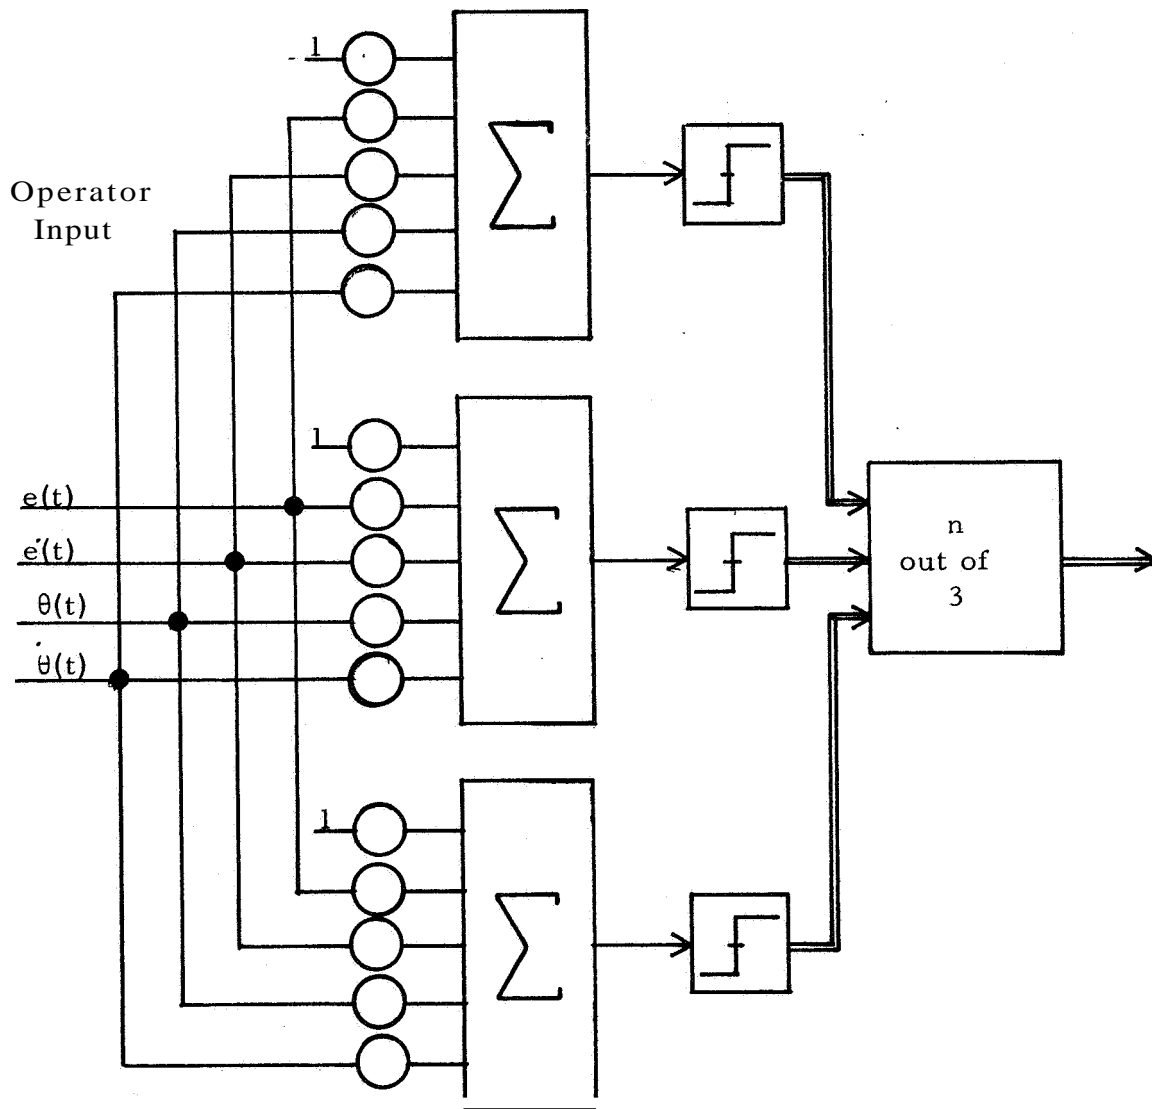 1
Operator
Input
Σ
1
e(t)
ė(t)
θ(t)
θ̇(t)
Σ
n
out of
3
1
Σ